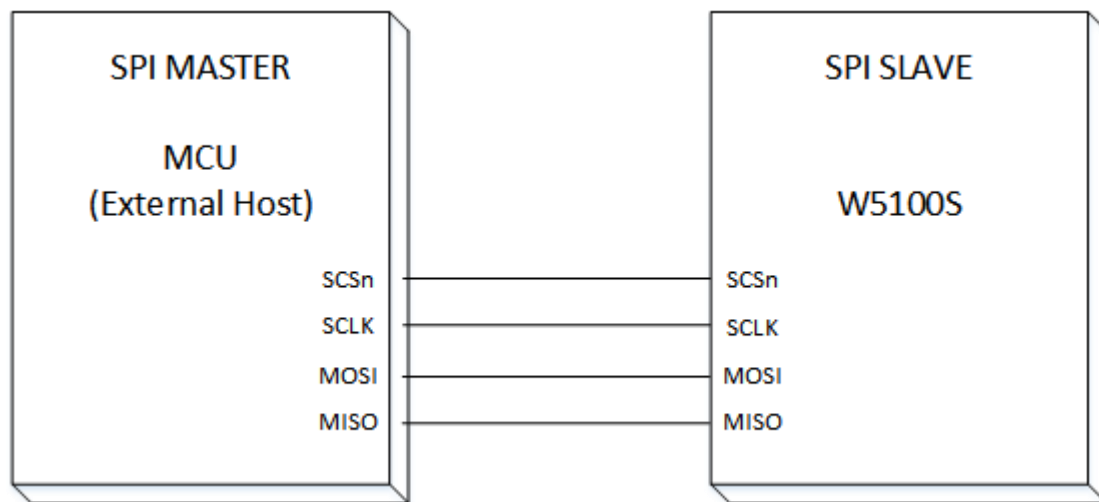 SPI MASTER
MCU
(External Host)
SCSn
SCLK
MOSI
MISO
SPI SLAVE
W5100S
SCSn
SCLK
MOSI
MISO